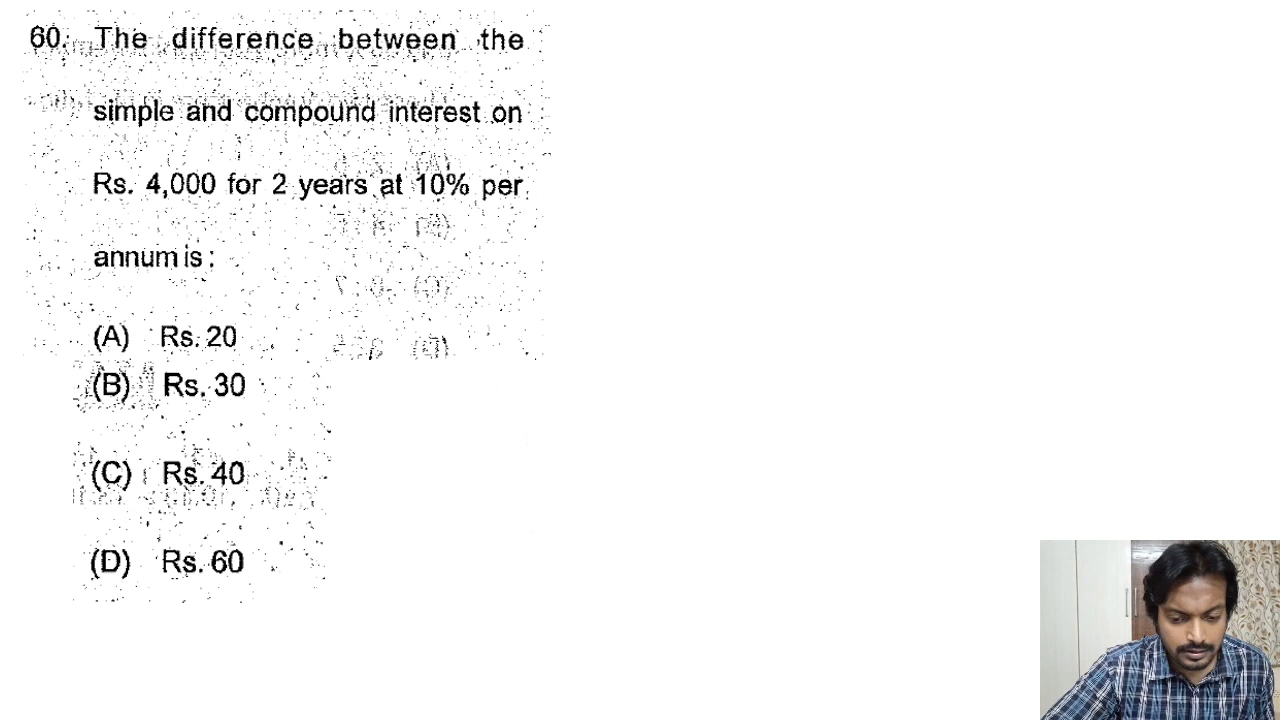 60. The difference between the
simple and compound interest on
Rs. 4,000 for 2 years at 10% per
annum is :
(A) Rs. 20
(B) Rs. 30
(C) Rs. 40
(D) Rs. 60